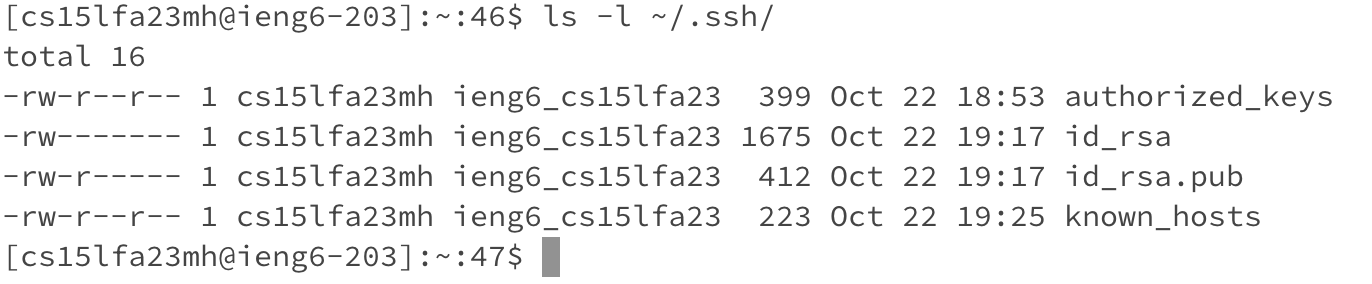 [cs15lfa23mh@ieng6-203]:~:46$ ls -l ~/.ssh/
total 16
-rw-r--r-- 1 cs15lfa23mh ieng6_cs15lfa23  399 Oct 22 18:53 authorized_keys
-rw------- 1 cs15lfa23mh ieng6_cs15lfa23 1675 Oct 22 19:17 id_rsa
-rw-r----- 1 cs15lfa23mh ieng6_cs15lfa23  412 Oct 22 19:17 id_rsa.pub
-rw-r--r-- 1 cs15lfa23mh ieng6_cs15lfa23  223 Oct 22 19:25 known_hosts
[cs15lfa23mh@ieng6-203]:~:47$